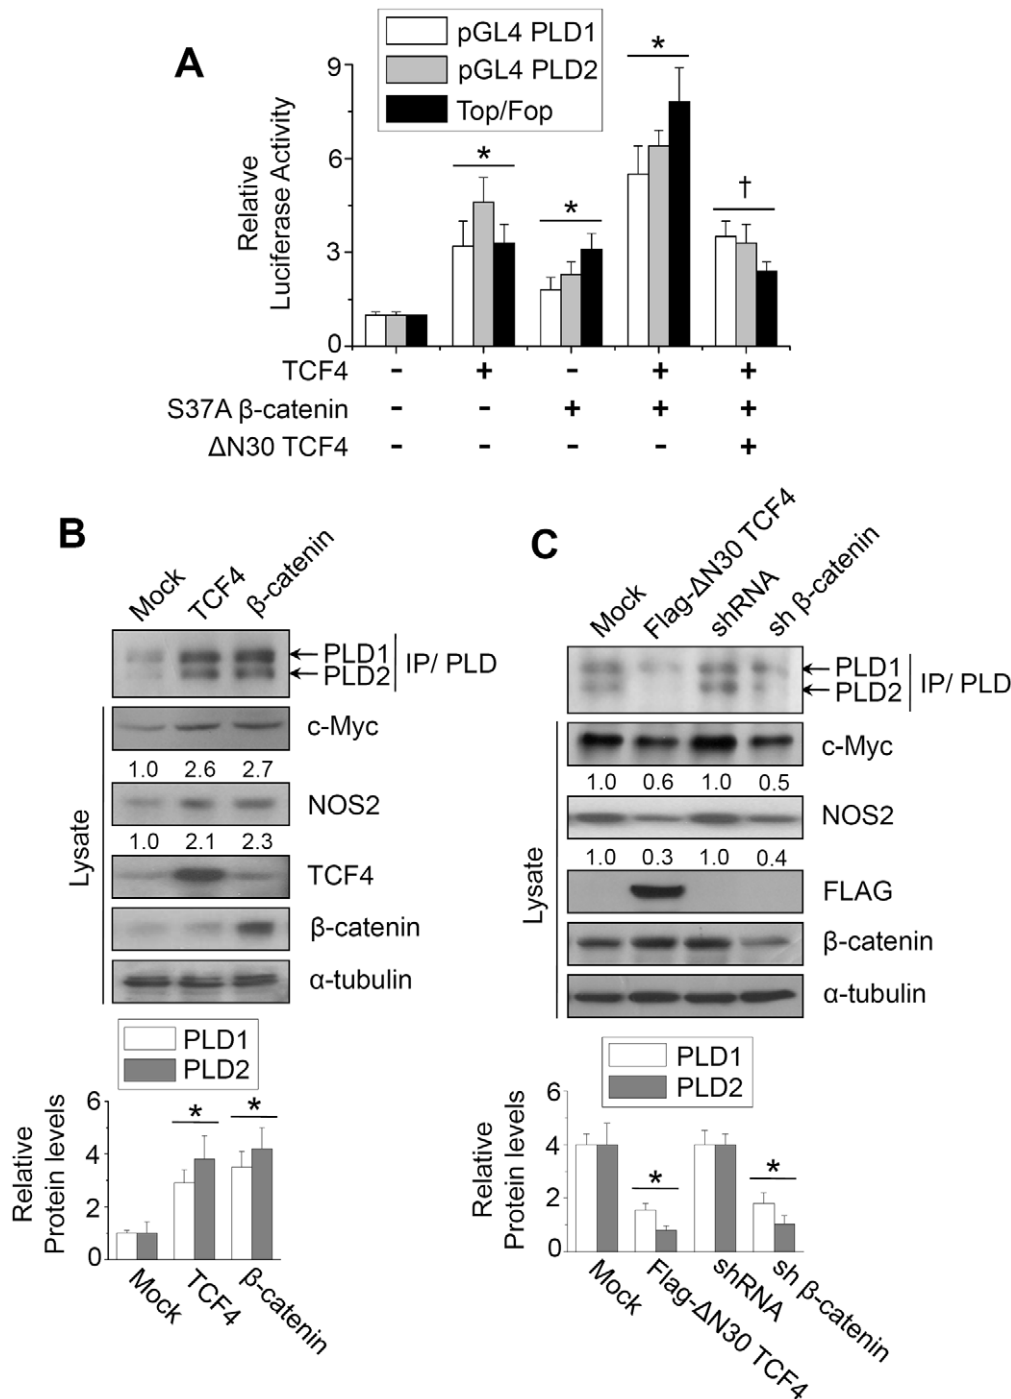 A
pGL4 PLD1
pGL4 PLD2
Top/Fop
Relative
Luciferase Activity
9
6
3
0
*
*
*
†
TCF4 - + - + +
S37A β-catenin - - + + +
ΔN30 TCF4 - - - - +
B
Mock TCF4 β-catenin
PLD1
PLD2
IP/ PLD
Lysate
c-Myc
1.0 2.6 2.7
NOS2
1.0 2.1 2.3
TCF4
β-catenin
α-tubulin
PLD1
PLD2
Relative
Protein levels
6
4
2
0
* *
Mock TCF4 β-catenin
C
Mock Flag-ΔN30 TCF4 shRNA sh β-catenin
PLD1
PLD2
IP/ PLD
Lysate
c-Myc
1.0 0.6 1.0 0.5
NOS2
1.0 0.3 1.0 0.4
FLAG
β-catenin
α-tubulin
PLD1
PLD2
Relative
Protein levels
6
4
2
0
* *
Mock Flag-ΔN30 TCF4 shRNA sh β-catenin